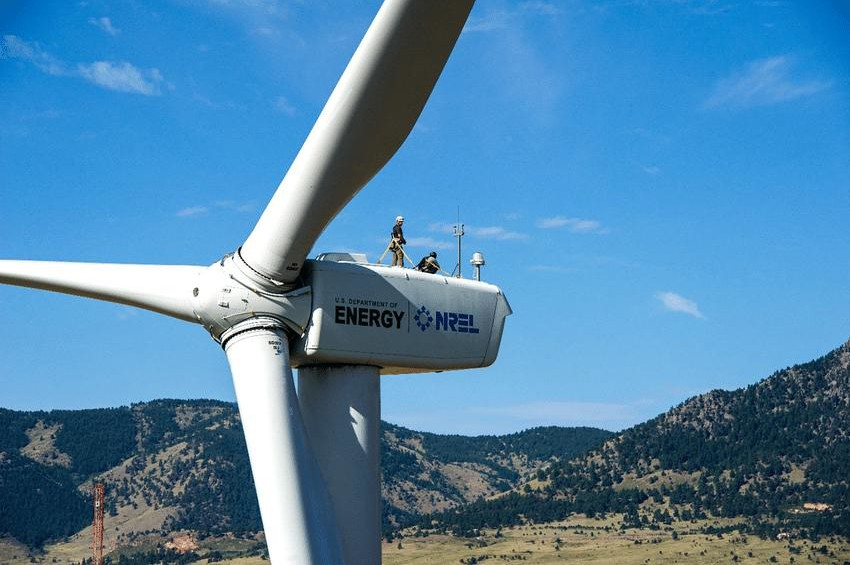 U.S. DEPARTMENT OF
ENERGY
NREL